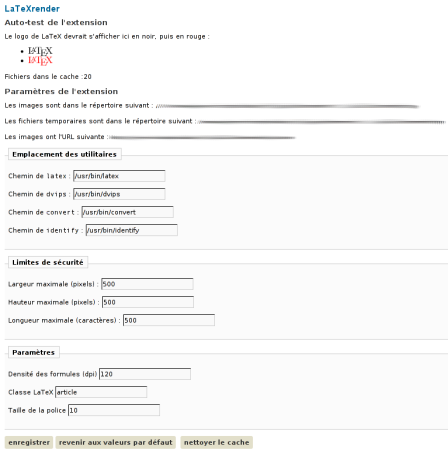 LaTeXrender
Auto-test de l'extension
Le logo de LaTeX devrait s'afficher ici en noir, puis en rouge :
LATEX
LATEX
Fichiers dans le cache :20
Paramètres de l'extension
Les images sont dans le répertoire suivant :
Les fichiers temporaires sont dans le répertoire suivant :
Les images ont l'URL suivante :
Emplacement des utilitaires
Chemin de latex : /usr/bin/latex
Chemin de dvips : /usr/bin/dvips
Chemin de convert : /usr/bin/convert
Chemin de identify : /usr/bin/identify
Limites de sécurité
Largeur maximale (pixels) : 500
Hauteur maximale (pixels) : 500
Longueur maximale (caractères) : 500
Paramètres
Densité des formules (dpi) 120
Classe LaTeX article
Taille de la police 10
enregistrer revenir aux valeurs par défaut nettoyer le cache